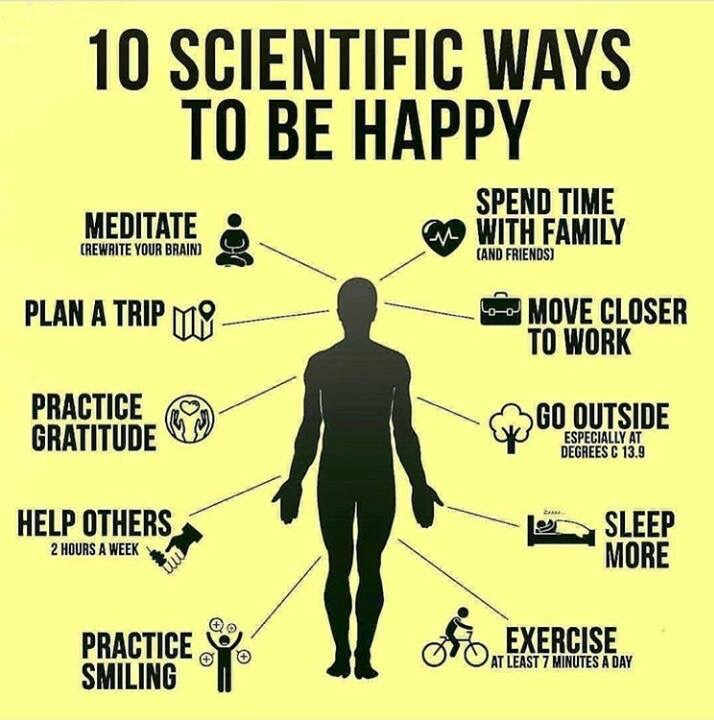 10 SCIENTIFIC WAYS
TO BE HAPPY
MEDITATE
(REWRITE YOUR BRAIN)
SPEND TIME
WITH FAMILY
(AND FRIENDS)
PLAN A TRIP
MOVE CLOSER
TO WORK
PRACTICE
GRATITUDE
GO OUTSIDE
ESPECIALLY AT
DEGREES C 13.9
HELP OTHERS
2 HOURS A WEEK
SLEEP
MORE
PRACTICE
SMILING
EXERCISE
AT LEAST 7 MINUTES A DAY